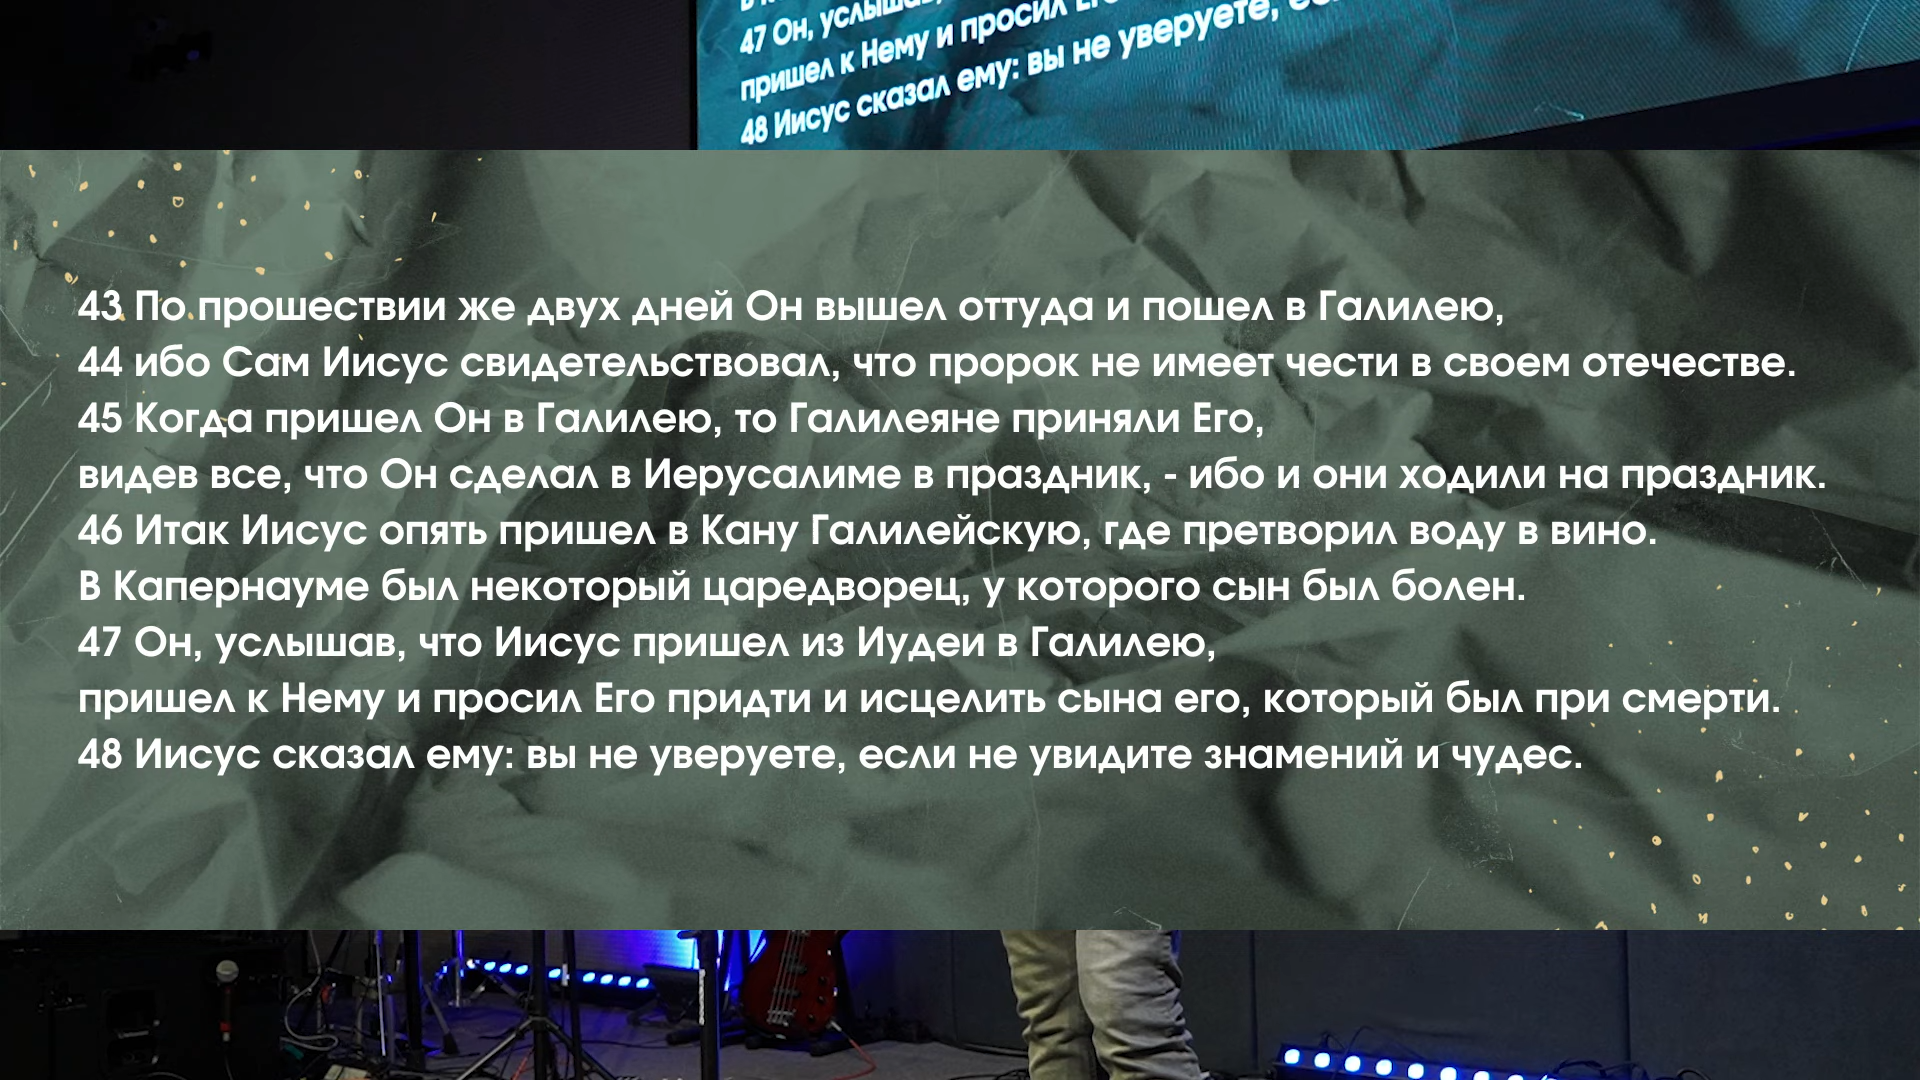 47 Он, услышав,
пришел к Нему и просил Его
48 Иисус сказал ему: вы не уверуете,
43 По прошествии же двух дней Он вышел оттуда и пошел в Галилею,
44 ибо Сам Иисус свидетельствовал, что пророк не имеет чести в своем отечестве.
45 Когда пришел Он в Галилею, то Галилеяне приняли Его,
видев все, что Он сделал в Иерусалиме в праздник, - ибо и они ходили на праздник.
46 Итак Иисус опять пришел в Кану Галилейскую, где претворил воду в вино.
В Капернауме был некоторый царедворец, у которого сын был болен.
47 Он, услышав, что Иисус пришел из Иудеи в Галилею,
пришел к Нему и просил Его придти и исцелить сына его, который был при смерти.
48 Иисус сказал ему: вы не уверуете, если не увидите знамений и чудес.